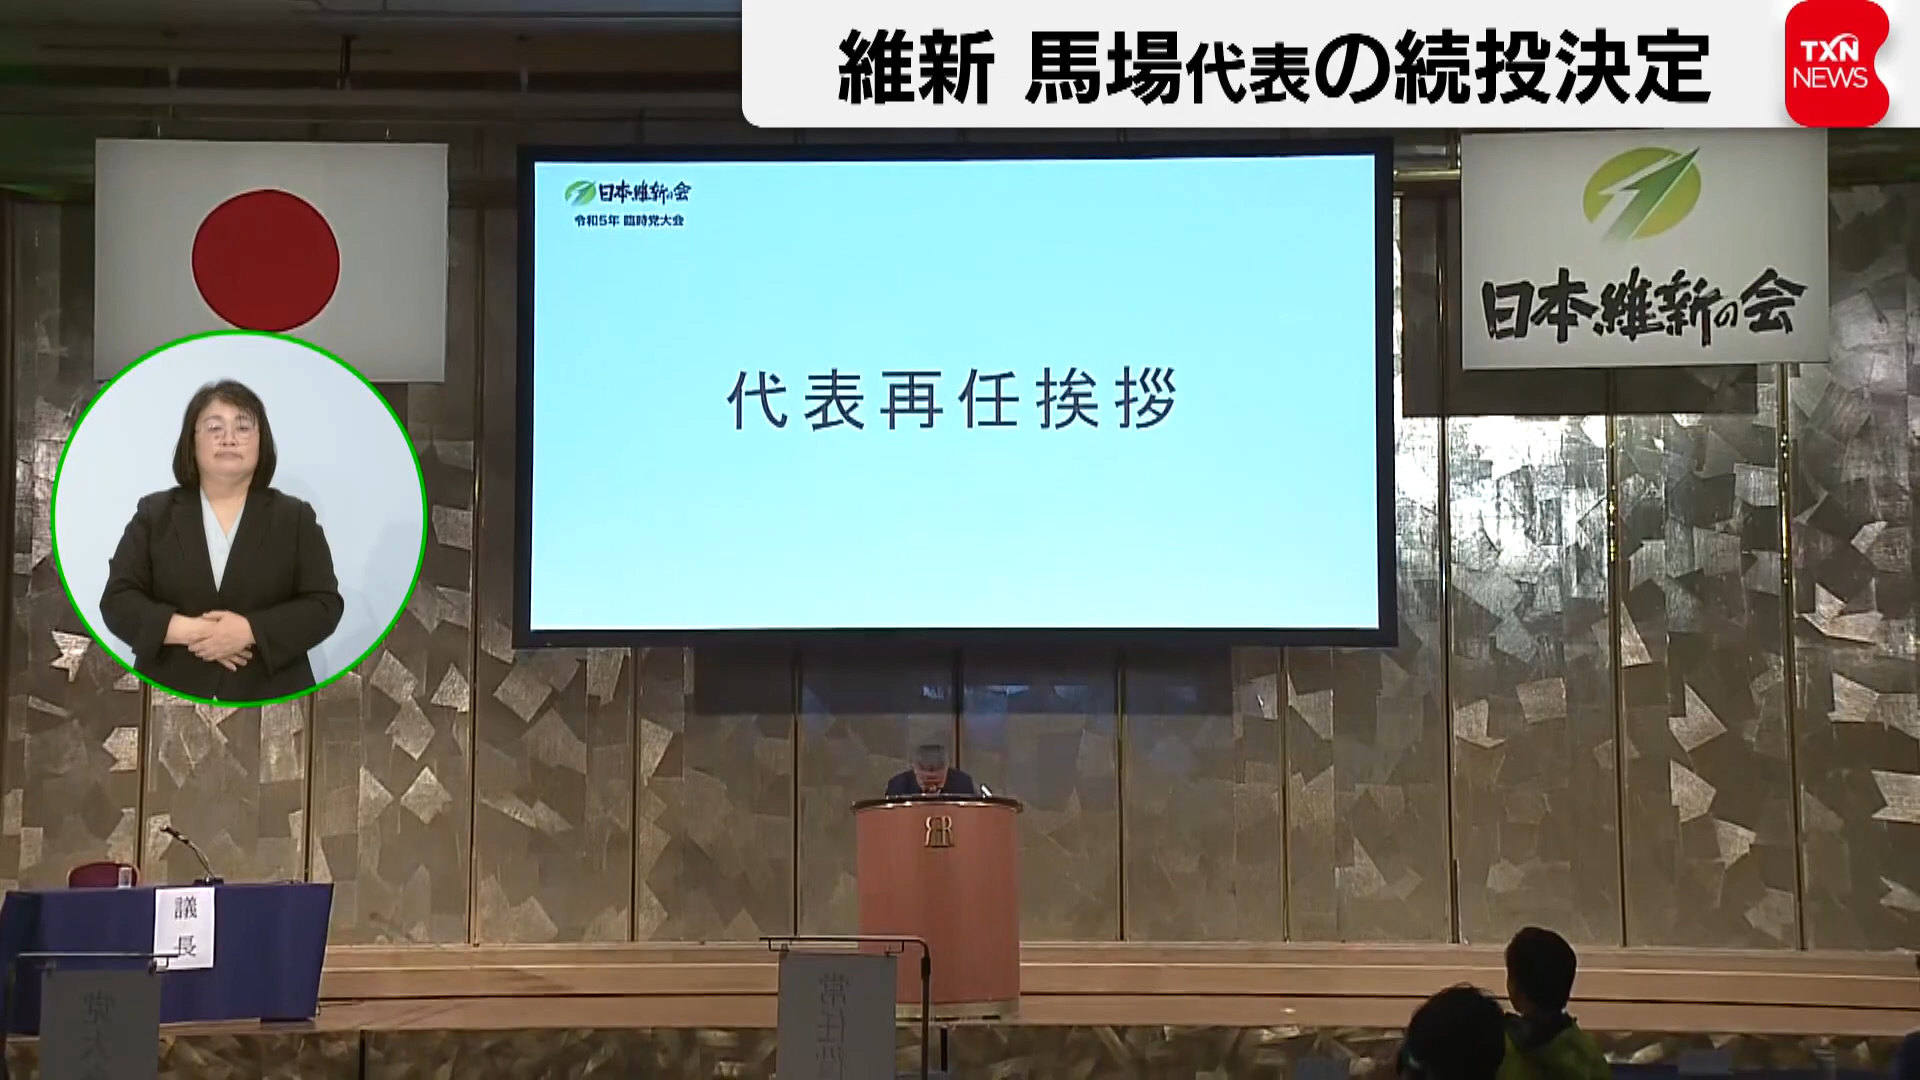 維新 馬場代表の続投決定
TXN
NEWS
日本維新の会
令和5年 臨時党大会
代表再任挨拶
日本維新の会
議長